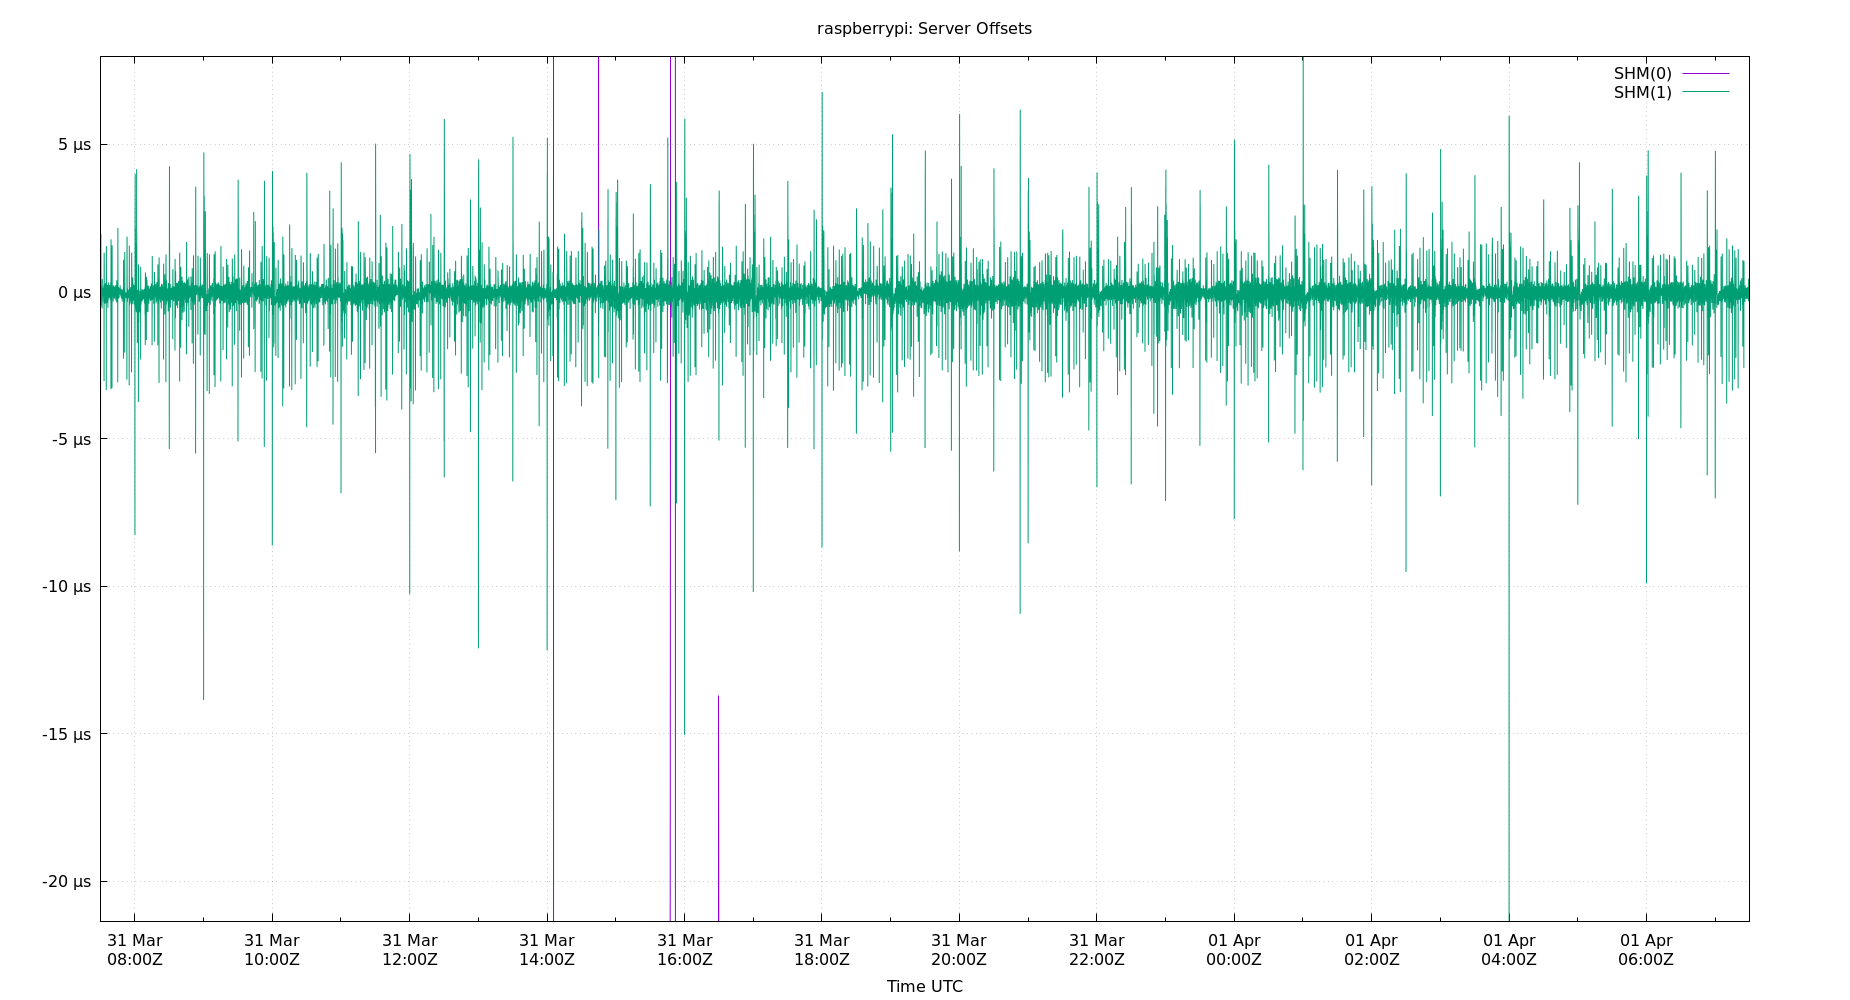 raspberrypi: Server Offsets
SHM(0)
SHM(1)
5 µs
0 µs
-5 µs
-10 µs
-15 µs
-20 µs
31 Mar 31 Mar 31 Mar 31 Mar 31 Mar 31 Mar 31 Mar 31 Mar 01 Apr 01 Apr 01 Apr 01 Apr
08:00Z 10:00Z 12:00Z 14:00Z 16:00Z 18:00Z 20:00Z 22:00Z 00:00Z 02:00Z 04:00Z 06:00Z
Time UTC